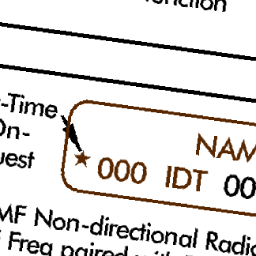 -Time
On-
uest
NAM
★ 000 IDT 00
MF Non-directional Radio
Freq paired with